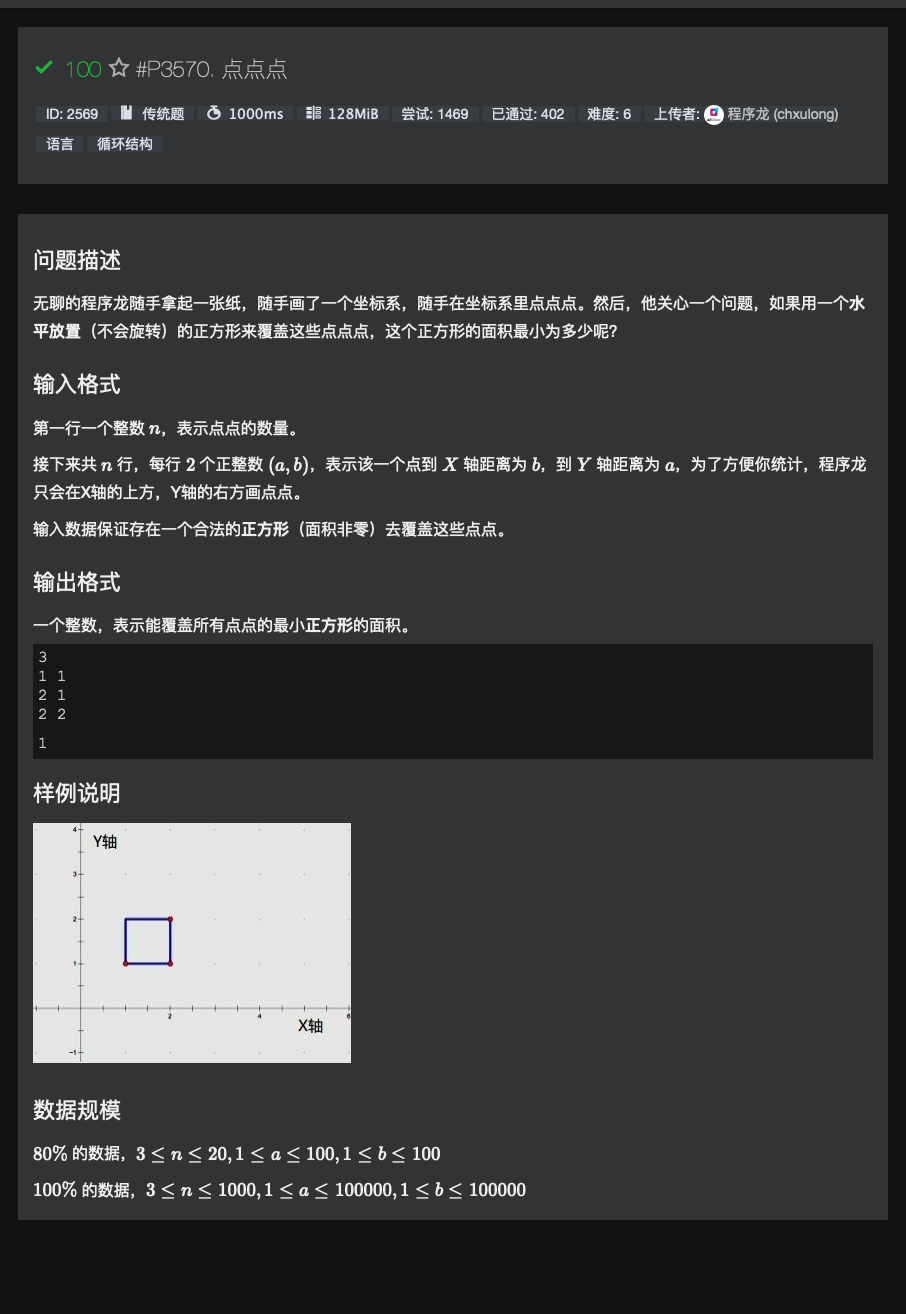 100 #P3570. 点点点
ID: 2569 传统题 1000ms 128MiB 尝试: 1469 已通过: 402 难度: 6 上传者: 程序龙 (chxulong)
语言 循环结构
问题描述
无聊的程序龙随手拿起一张纸，随手画了一个坐标系，随手在坐标系里点点点。然后，他关心一个问题，如果用一个水
平放置（不会旋转）的正方形来覆盖这些点点点，这个正方形的面积最小为多少呢?
输入格式
第一行一个整数 n，表示点点的数量。
接下来共 n 行，每行 2 个正整数 (a, b)，表示该一个点到 X 轴距离为 b，到 Y 轴距离为 a，为了方便你统计，程序龙
只会在X轴的上方，Y轴的右方画点点。
输入数据保证存在一个合法的正方形（面积非零）去覆盖这些点点。
输出格式
一个整数，表示能覆盖所有点点的最小正方形的面积。
3
1 1
2 1
2 2
1
样例说明
4
Y轴
3
2
1
2 4 6
X轴
-1
数据规模
80% 的数据，3 ≤ n ≤ 20, 1 ≤ a ≤ 100, 1 ≤ b ≤ 100
100% 的数据，3 ≤ n ≤ 1000, 1 ≤ a ≤ 100000, 1 ≤ b ≤ 100000